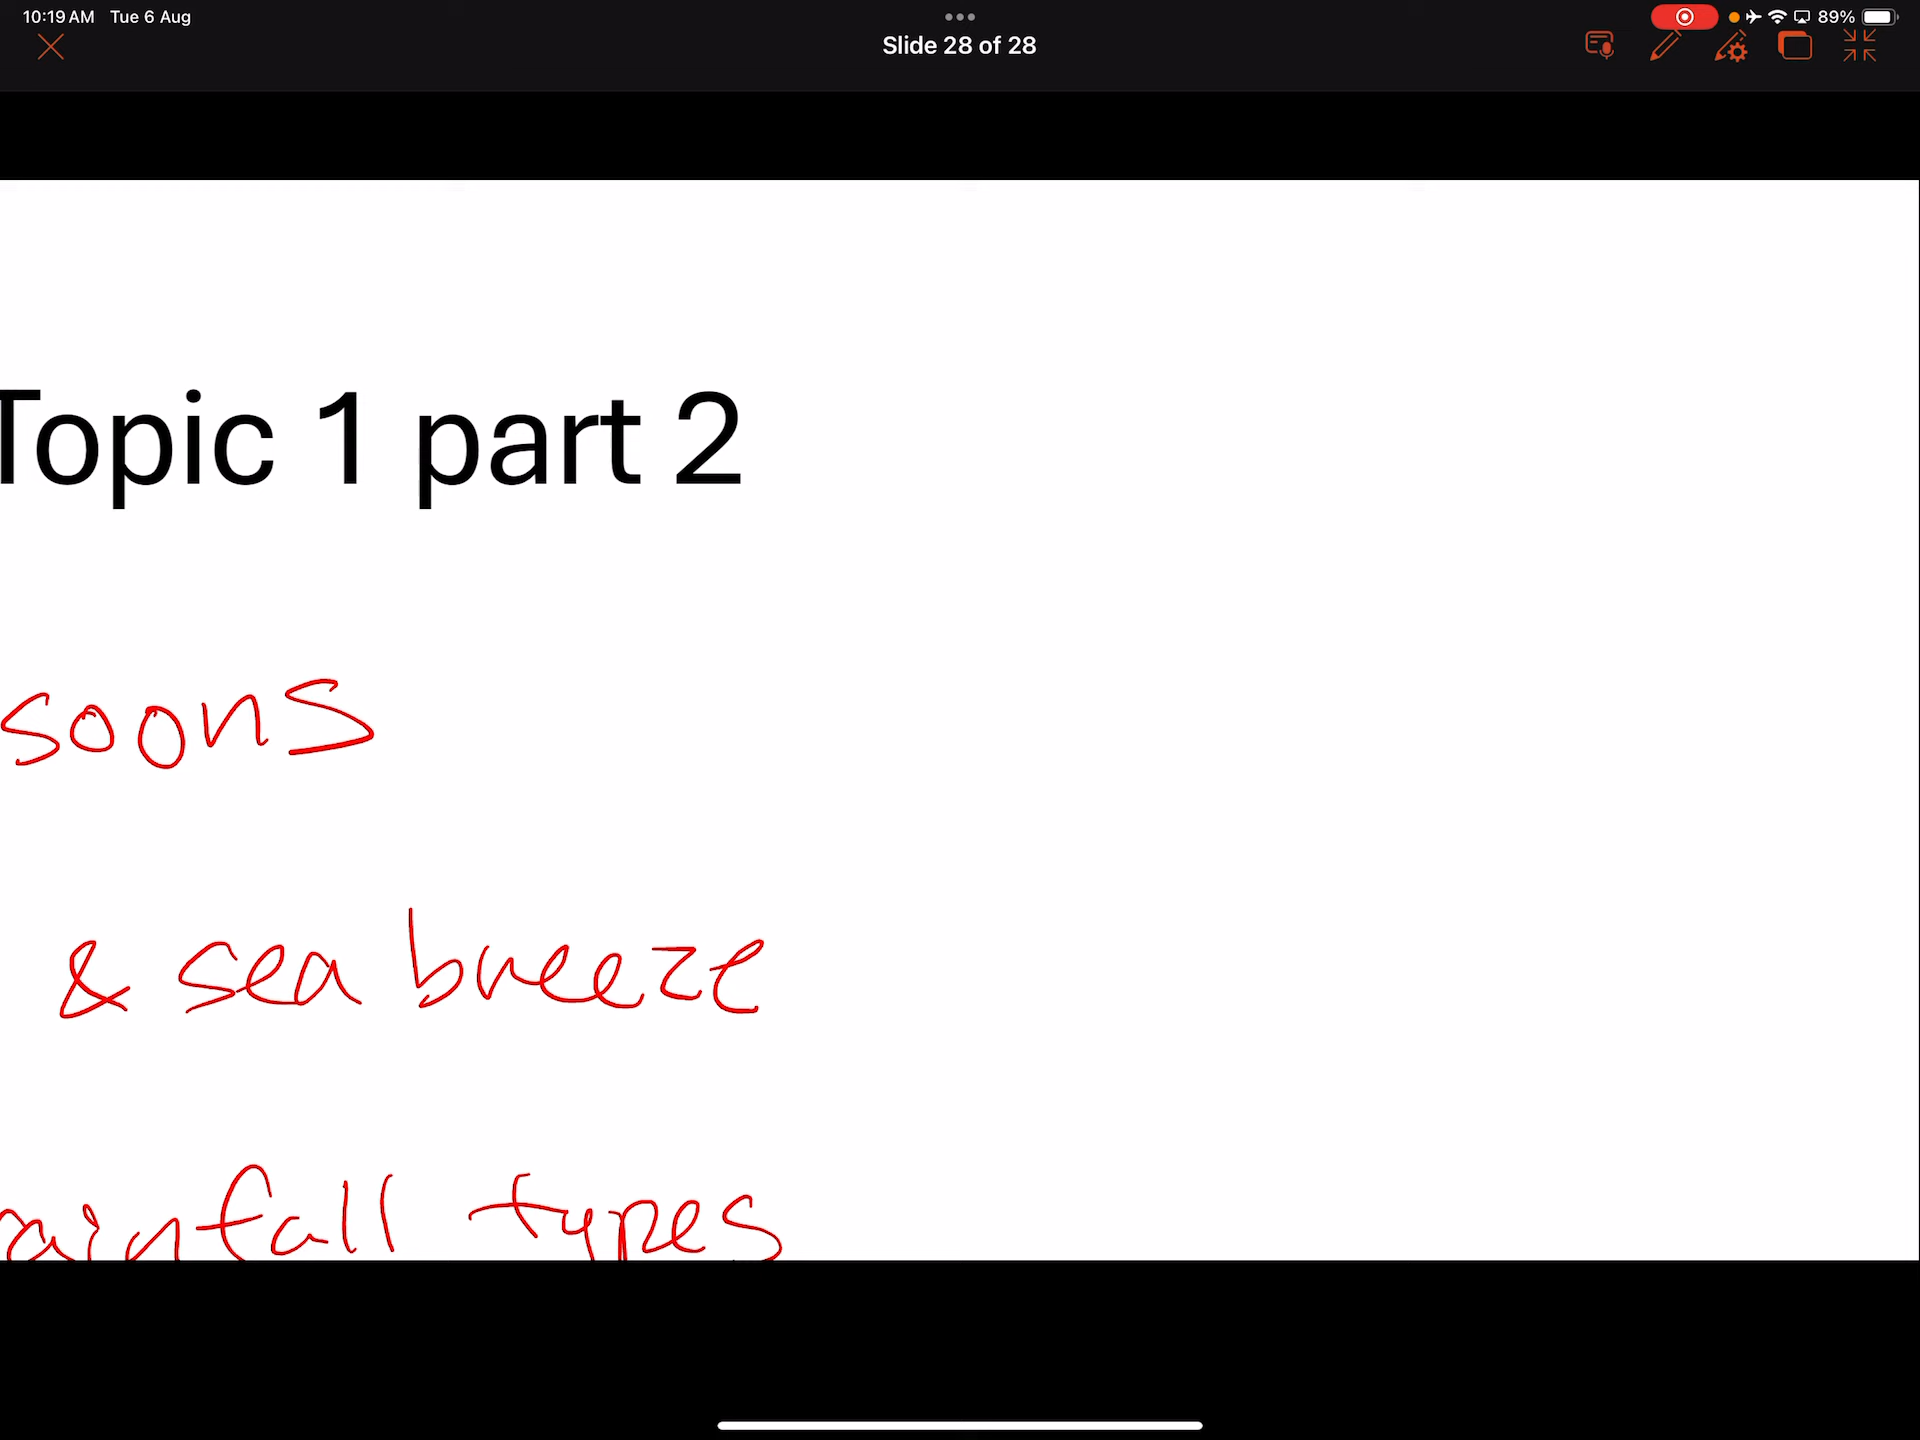 10:19 AM Tue 6 Aug
89%
Slide 28 of 28
Topic 1 part 2
soons
& sea breeze
ainfall types